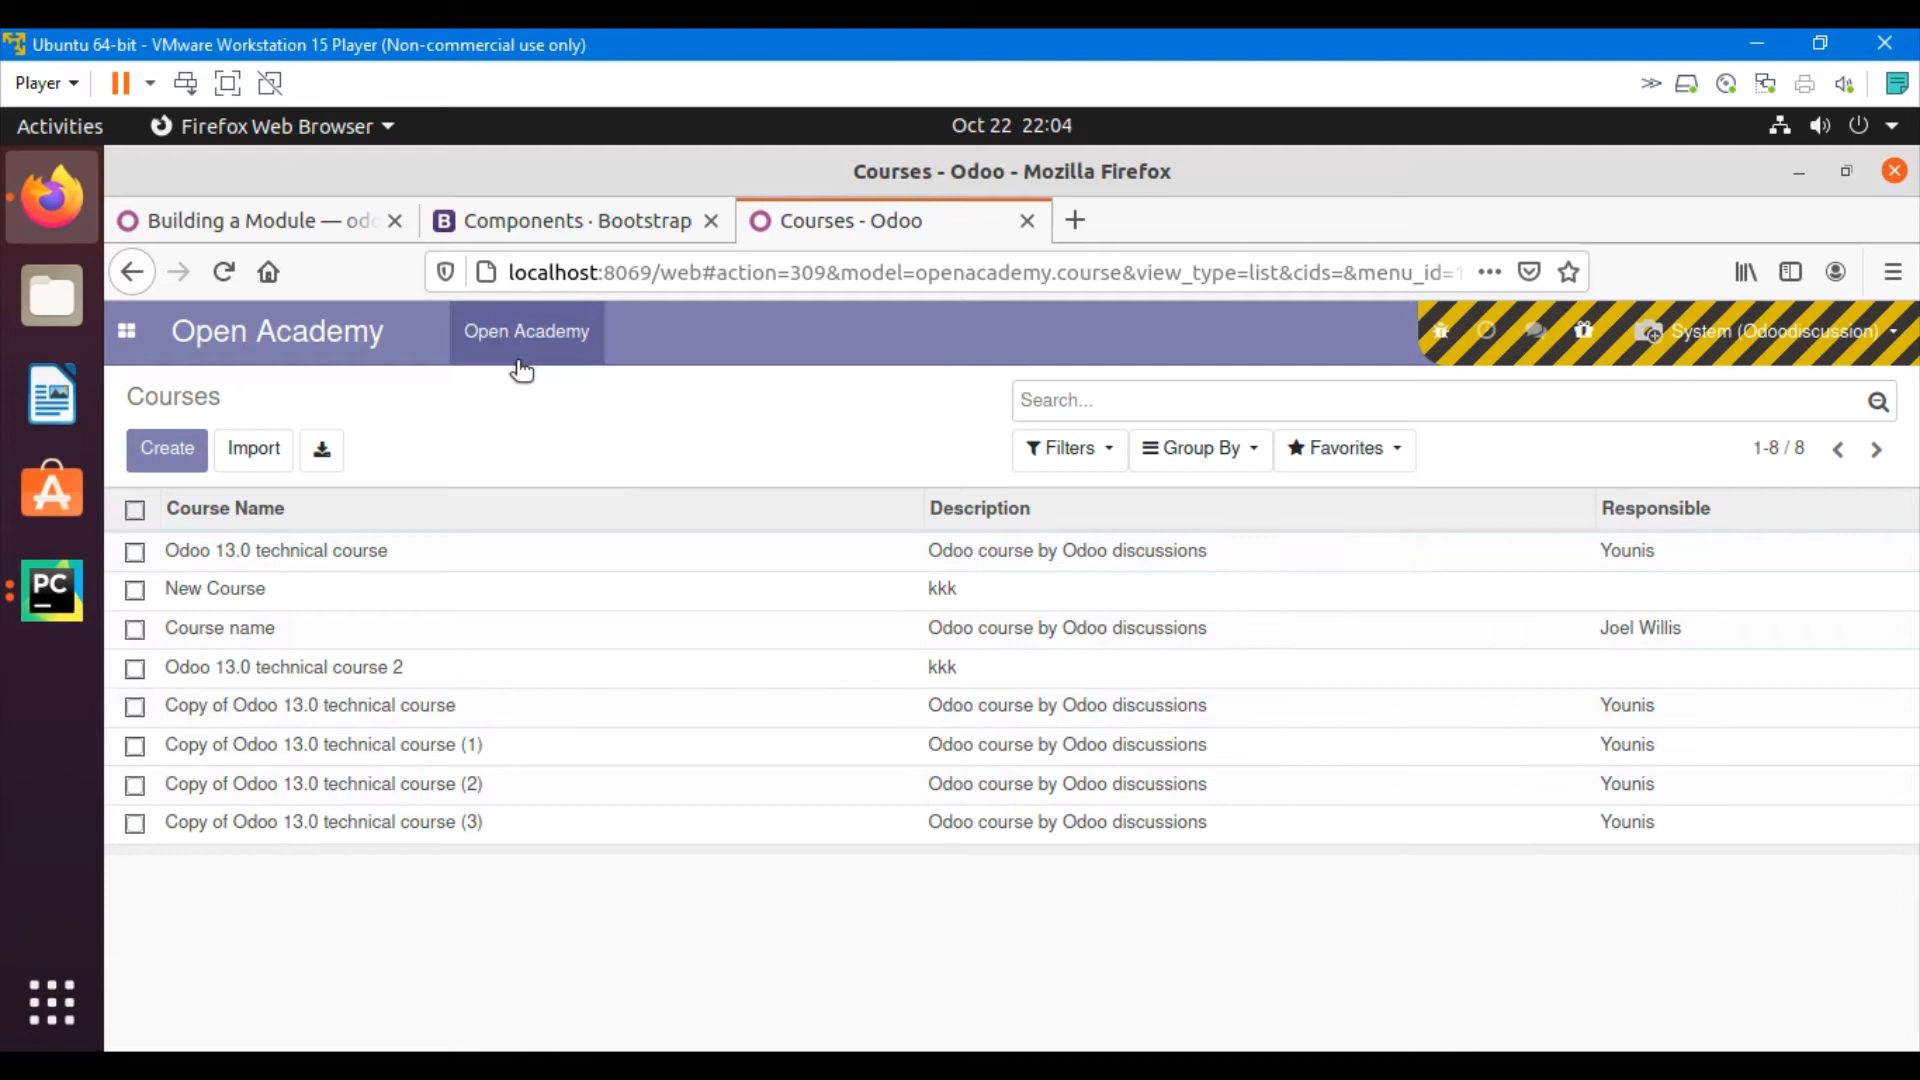 Ubuntu 64-bit - VMware Workstation 15 Player (Non-commercial use only)
Player
Activities
Firefox Web Browser
Oct 22 22:04
Courses - Odoo - Mozilla Firefox
Building a Module — odo
B Components · Bootstrap
Courses - Odoo
localhost:8069/web#action=309&model=openacademy.course&view_type=list&cids=&menu_id=1
Open Academy
Open Academy
System (Odoodiscussion)
Courses
Search...
Create
Import
Filters
Group By
Favorites
1-8 / 8
Course Name Description Responsible
Odoo 13.0 technical course Odoo course by Odoo discussions Younis
New Course kkk
Course name Odoo course by Odoo discussions Joel Willis
Odoo 13.0 technical course 2 kkk
Copy of Odoo 13.0 technical course Odoo course by Odoo discussions Younis
Copy of Odoo 13.0 technical course (1) Odoo course by Odoo discussions Younis
Copy of Odoo 13.0 technical course (2) Odoo course by Odoo discussions Younis
Copy of Odoo 13.0 technical course (3) Odoo course by Odoo discussions Younis
PC